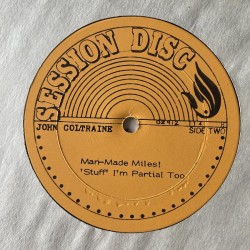 SESSION DISC
JOHN COLTRAINE
SIDE TWO
Man-Made Miles!
'Stuff' I'm Partial Too